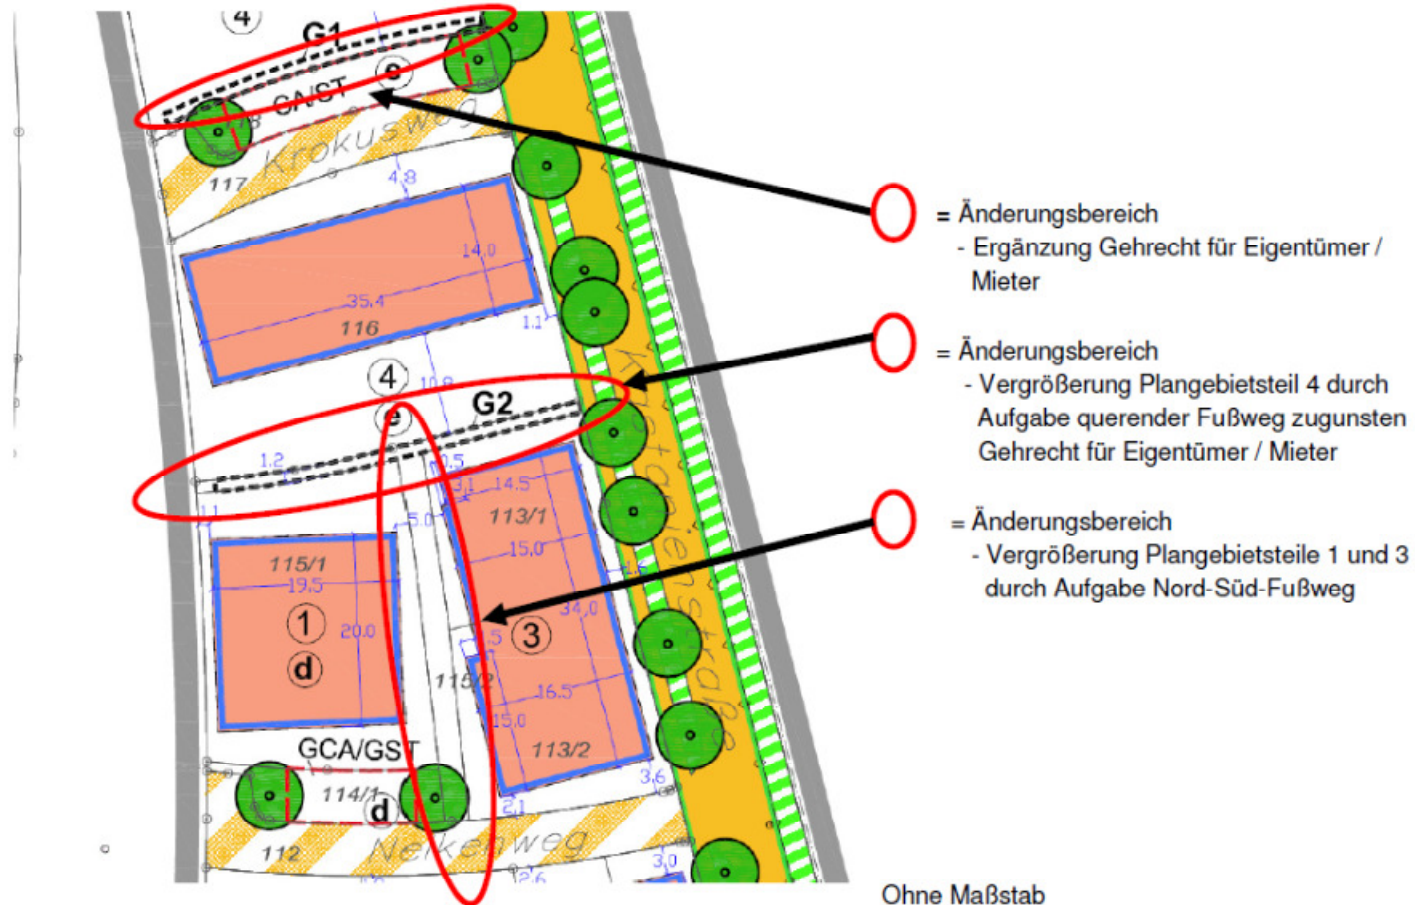 4
G1
e
CA/ST
118
Krokusweg
117
4.8
14,0
35.4
116
1.1
4
10,9
e
G2
1.2
0.5
3,1
14.5
1,1
5.0
113/1
15.0
115/1
19.5
1
20.0
d
34,0
3
115/2
16.5
15.0
113/2
GCA/GST
114/1
d
3.6
2.1
112
Nelkenweg
3,0
2.6
Kastanienstraße
= Änderungsbereich
- Ergänzung Gehrecht für Eigentümer /
Mieter
= Änderungsbereich
- Vergrößerung Plangebietsteil 4 durch
Aufgabe querender Fußweg zugunsten
Gehrecht für Eigentümer / Mieter
= Änderungsbereich
- Vergrößerung Plangebietsteile 1 und 3
durch Aufgabe Nord-Süd-Fußweg
Ohne Maßstab